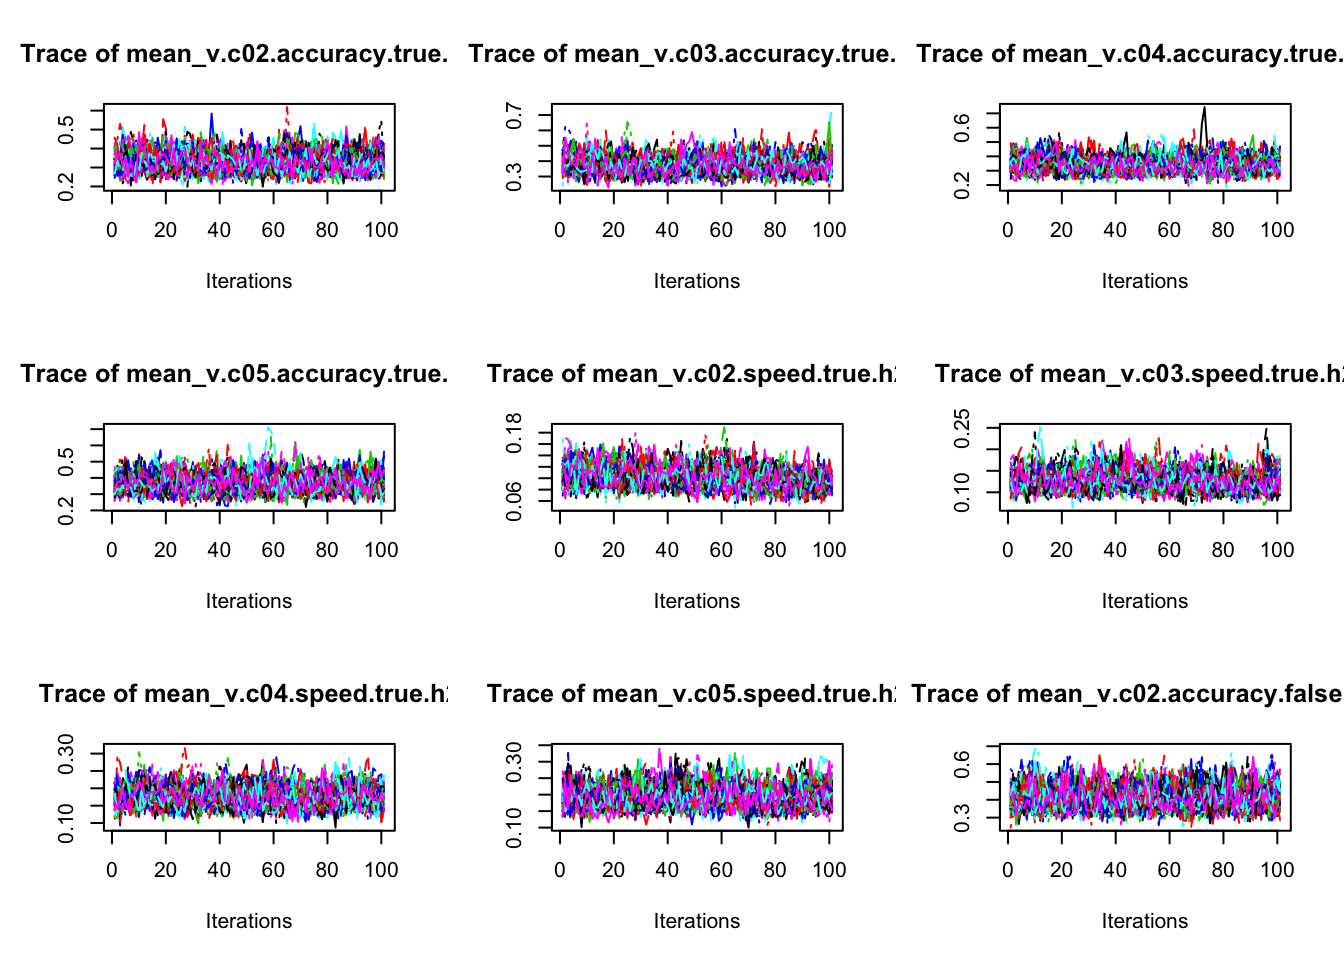 Trace of mean_v.c02.accuracy.true.
0.5
0.2
0 20 40 60 80 100
Iterations
Trace of mean_v.c03.accuracy.true.
0.7
0.3
0 20 40 60 80 100
Iterations
Trace of mean_v.c04.accuracy.true.
0.6
0.2
0 20 40 60 80 100
Iterations
Trace of mean_v.c05.accuracy.true.
0.5
0.2
0 20 40 60 80 100
Iterations
Trace of mean_v.c02.speed.true.h
0.18
0.06
0 20 40 60 80 100
Iterations
Trace of mean_v.c03.speed.true.h
0.25
0.10
0 20 40 60 80 100
Iterations
Trace of mean_v.c04.speed.true.h
0.30
0.10
0 20 40 60 80 100
Iterations
Trace of mean_v.c05.speed.true.h
0.30
0.10
0 20 40 60 80 100
Iterations
Trace of mean_v.c02.accuracy.false
0.6
0.3
0 20 40 60 80 100
Iterations